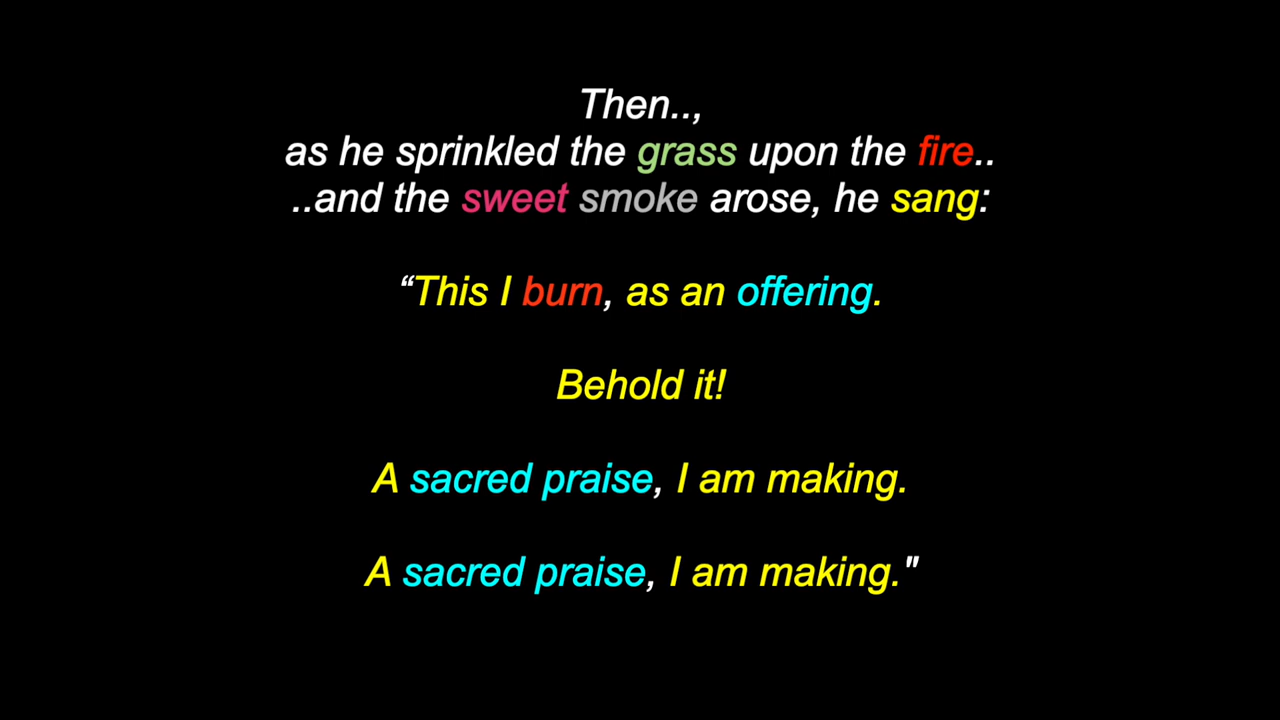 Then..,
as he sprinkled the grass upon the fire..
..and the sweet smoke arose, he sang:
“This I burn, as an offering.
Behold it!
A sacred praise, I am making.
A sacred praise, I am making."